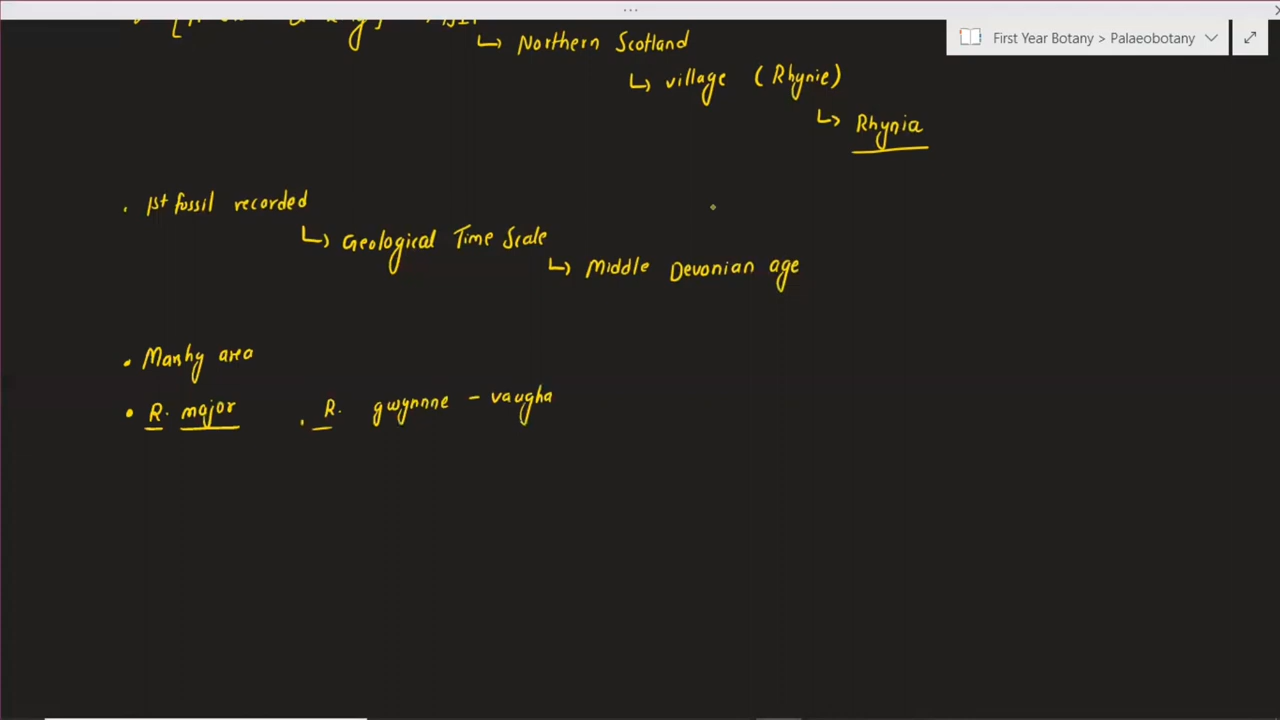 ...
Northern Scotland
First Year Botany > Palaeobotany
village (Rhynie)
Rhynia
1st fossil recorded
Geological Time Scale
Middle Devonian age
Marshy area
R. major . R. gwynnne - vaugha